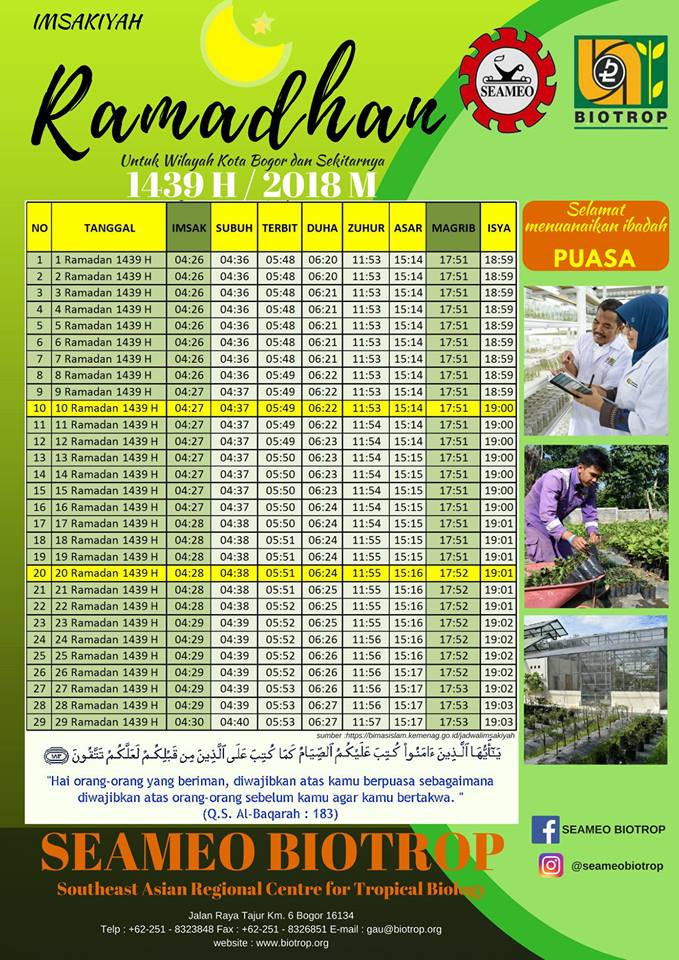 IMSAKIYAH
Ramadhan
Untuk Wilayah Kota Bogor dan Sekitarnya
1439 H / 2018 M
SEAMEO
BIOTROP
NO TANGGAL IMSAK SUBUH TERBIT DUHA ZUHUR ASAR MAGRIB ISYA
1 1 Ramadan 1439 H 04:26 04:36 05:48 06:20 11:53 15:14 17:51 18:59
2 2 Ramadan 1439 H 04:26 04:36 05:48 06:20 11:53 15:14 17:51 18:59
3 3 Ramadan 1439 H 04:26 04:36 05:48 06:21 11:53 15:14 17:51 18:59
4 4 Ramadan 1439 H 04:26 04:36 05:48 06:21 11:53 15:14 17:51 18:59
5 5 Ramadan 1439 H 04:26 04:36 05:48 06:21 11:53 15:14 17:51 18:59
6 6 Ramadan 1439 H 04:26 04:36 05:48 06:21 11:53 15:14 17:51 18:59
7 7 Ramadan 1439 H 04:26 04:36 05:48 06:21 11:53 15:14 17:51 18:59
8 8 Ramadan 1439 H 04:26 04:36 05:49 06:22 11:53 15:14 17:51 18:59
9 9 Ramadan 1439 H 04:27 04:37 05:49 06:22 11:53 15:14 17:51 18:59
10 10 Ramadan 1439 H 04:27 04:37 05:49 06:22 11:53 15:14 17:51 19:00
11 11 Ramadan 1439 H 04:27 04:37 05:49 06:22 11:54 15:14 17:51 19:00
12 12 Ramadan 1439 H 04:27 04:37 05:49 06:23 11:54 15:14 17:51 19:00
13 13 Ramadan 1439 H 04:27 04:37 05:50 06:23 11:54 15:15 17:51 19:00
14 14 Ramadan 1439 H 04:27 04:37 05:50 06:23 11:54 15:15 17:51 19:00
15 15 Ramadan 1439 H 04:27 04:37 05:50 06:23 11:54 15:15 17:51 19:00
16 16 Ramadan 1439 H 04:27 04:37 05:50 06:24 11:54 15:15 17:51 19:00
17 17 Ramadan 1439 H 04:28 04:38 05:50 06:24 11:54 15:15 17:51 19:01
18 18 Ramadan 1439 H 04:28 04:38 05:51 06:24 11:55 15:15 17:51 19:01
19 19 Ramadan 1439 H 04:28 04:38 05:51 06:24 11:55 15:15 17:51 19:01
20 20 Ramadan 1439 H 04:28 04:38 05:51 06:24 11:55 15:16 17:52 19:01
21 21 Ramadan 1439 H 04:28 04:38 05:51 06:25 11:55 15:16 17:52 19:01
22 22 Ramadan 1439 H 04:28 04:38 05:52 06:25 11:55 15:16 17:52 19:01
23 23 Ramadan 1439 H 04:29 04:39 05:52 06:25 11:55 15:16 17:52 19:02
24 24 Ramadan 1439 H 04:29 04:39 05:52 06:26 11:56 15:16 17:52 19:02
25 25 Ramadan 1439 H 04:29 04:39 05:52 06:26 11:56 15:17 17:52 19:02
26 26 Ramadan 1439 H 04:29 04:39 05:52 06:26 11:56 15:17 17:52 19:02
27 27 Ramadan 1439 H 04:29 04:39 05:53 06:26 11:56 15:17 17:53 19:02
28 28 Ramadan 1439 H 04:29 04:39 05:53 06:27 11:56 15:17 17:53 19:03
29 29 Ramadan 1439 H 04:30 04:40 05:53 06:27 11:57 15:17 17:53 19:03
sumber :https://bimasislam.kemenag.go.id/jadwalimsakiyah
يَـٰٓأَيُّهَا ٱلَّذِينَ ءَامَنُوا۟ كُتِبَ عَلَيْكُمُ ٱلصِّيَامُ كَمَا كُتِبَ عَلَى ٱلَّذِينَ مِن قَبْلِكُمْ لَعَلَّكُمْ تَتَّقُونَ ١٨٣
"Hai orang-orang yang beriman, diwajibkan atas kamu berpuasa sebagaimana
diwajibkan atas orang-orang sebelum kamu agar kamu bertakwa. "
(Q.S. Al-Baqarah : 183)
Selamat
menuanaikan ibadah
PUASA
SEAMEO BIOTROP
@seameobiotrop
SEAMEO BIOTROP
Southeast Asian Regional Centre for Tropical Biology
Jalan Raya Tajur Km. 6 Bogor 16134
Telp : +62-251 - 8323848 Fax : +62-251 - 8326851 E-mail : gau@biotrop.org
website : www.biotrop.org